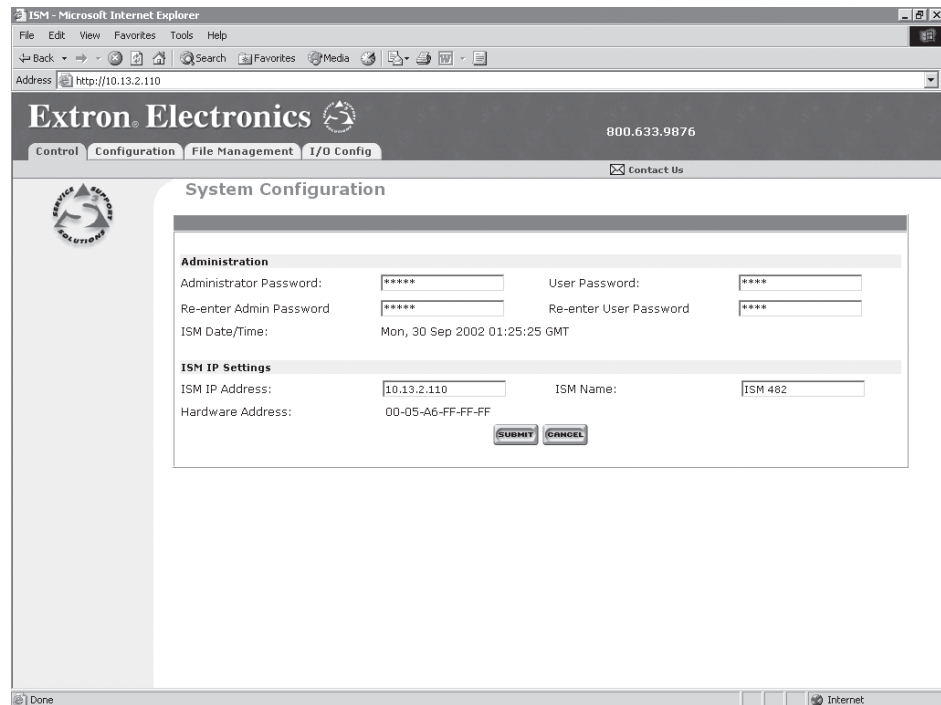 ISM - Microsoft Internet Explorer
File Edit View Favorites Tools Help
Back Search Favorites Media
Address http://10.13.2.110
Extron® Electronics
800.633.9876
Control Configuration File Management I/O Config
Contact Us
SERVICE SUPPORT SOLUTIONS
S3
System Configuration
Administration
Administrator Password: ***** User Password: ****
Re-enter Admin Password ***** Re-enter User Password ****
ISM Date/Time: Mon, 30 Sep 2002 01:25:25 GMT
ISM IP Settings
ISM IP Address: 10.13.2.110 ISM Name: ISM 482
Hardware Address: 00-05-A6-FF-FF-FF
SUBMIT CANCEL
Done Internet